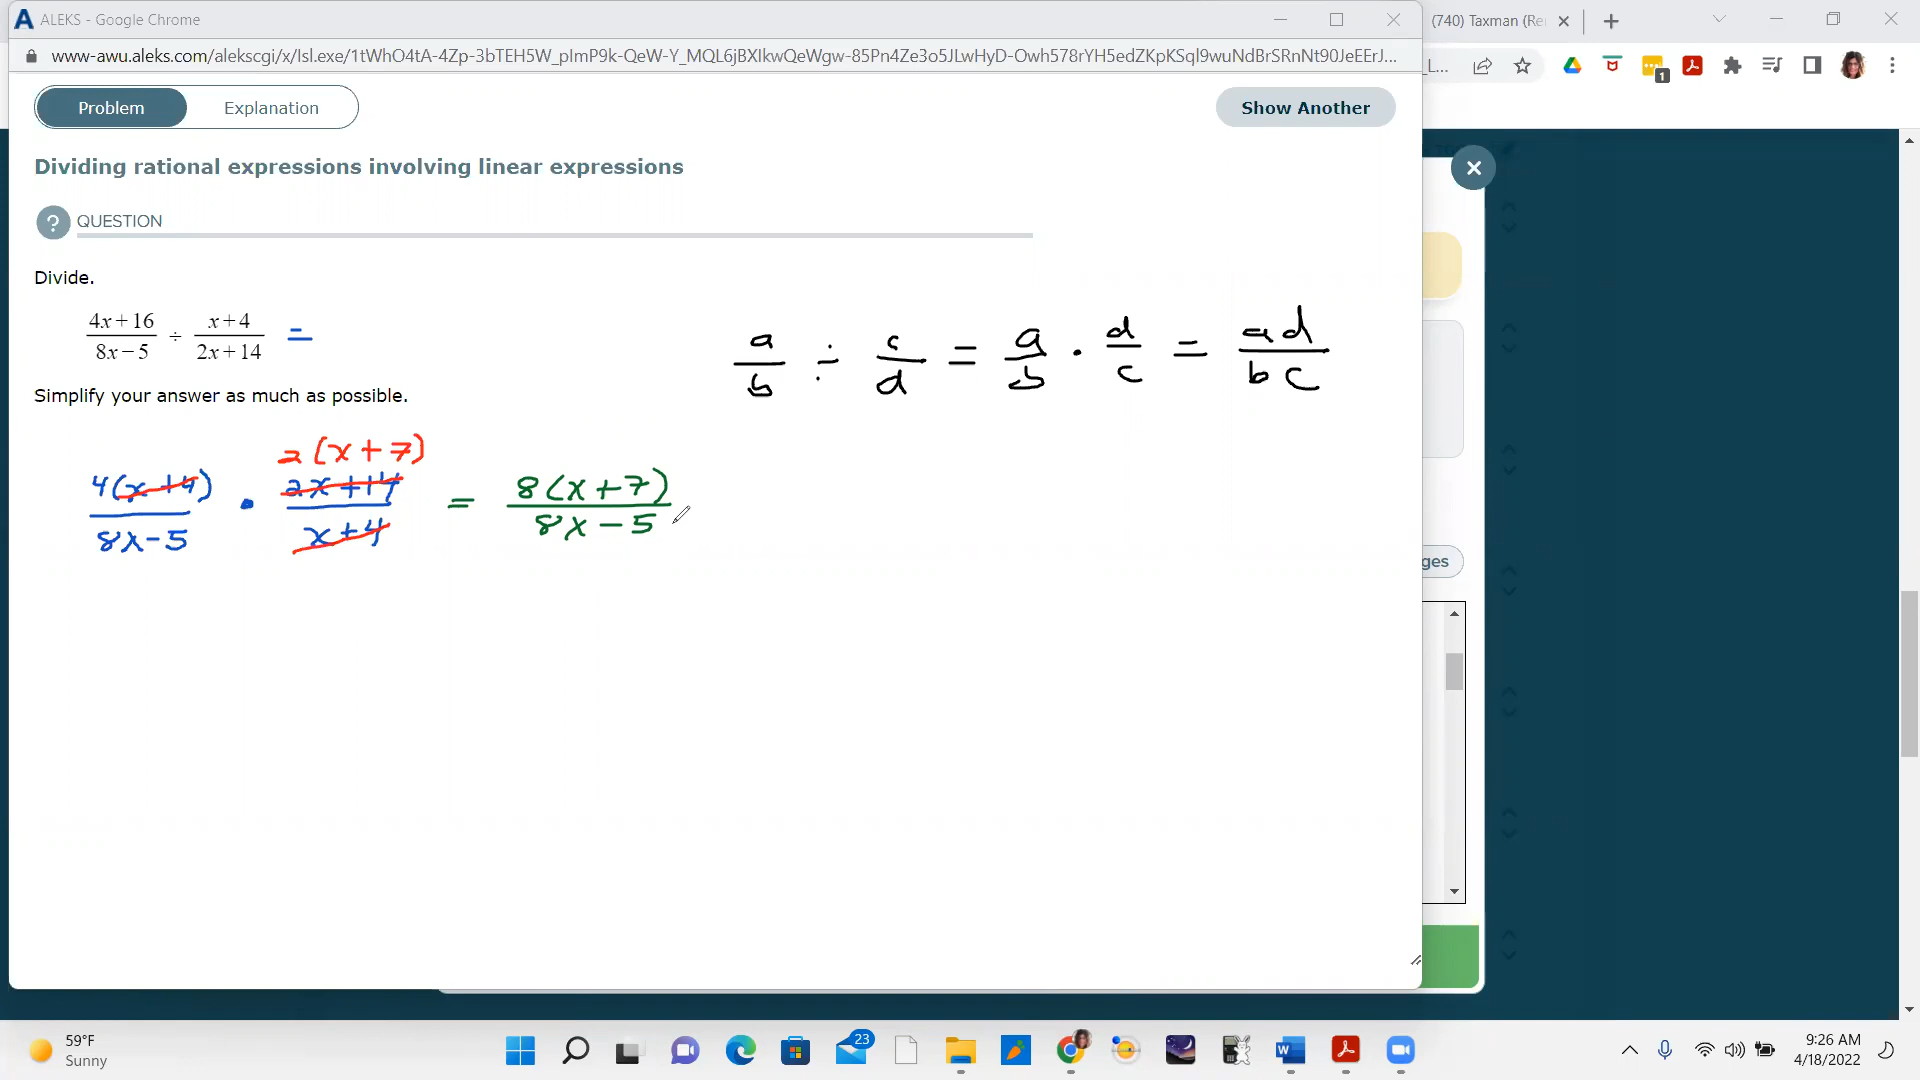 ALEKS - Google Chrome
(740) Taxman (Re
www-awu.aleks.com/alekscgi/x/Isl.exe/1tWhO4tA-4Zp-3bTEH5W_pImP9k-QeW-Y_MQL6jBXIkwQeWgw-85Pn4Ze3o5JLwHyD-Owh578rYH5edZKpKSql9wuNdBrSRnNt90JeEErJ...
L...
1
Problem
Explanation
Show Another
Dividing rational expressions involving linear expressions
? QUESTION
Divide.
4x+16 / 8x−5 ÷ x+4 / 2x+14 =
a/b ÷ c/d = a/b · d/c = ad/bc
Simplify your answer as much as possible.
2(x+7)
4(x+4) / 8x-5 · 2x+14 / x+4 = 8(x+7) / 8x-5
ges
59°F
Sunny
23
9:26 AM
4/18/2022